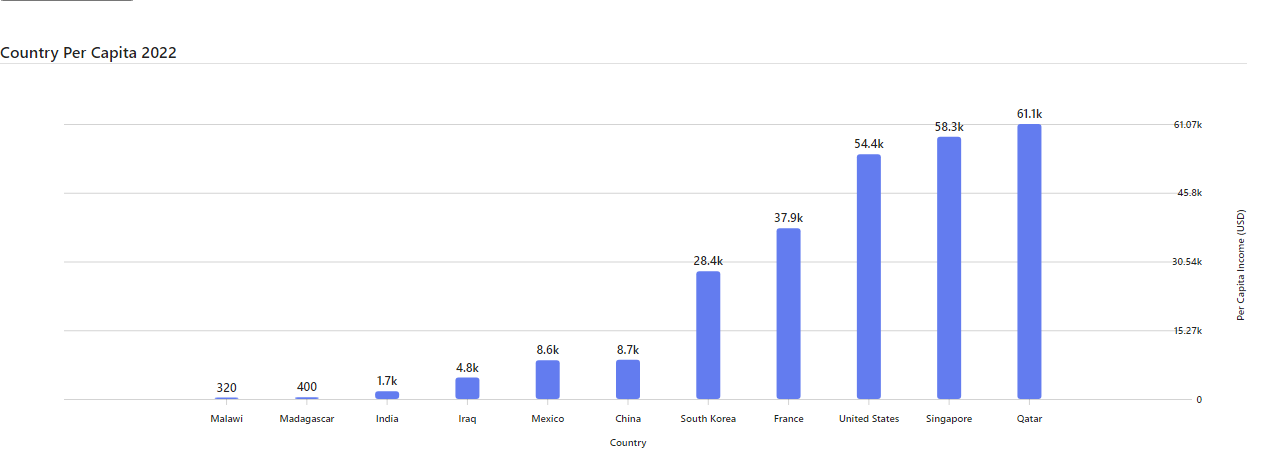 Country Per Capita 2022
61.1k
61.07k
58.3k
54.4k
45.8k
37.9k
Per Capita Income (USD)
28.4k
30.54k
15.27k
8.6k
8.7k
4.8k
1.7k
320
400
0
Malawi Madagascar India Iraq Mexico China South Korea France United States Singapore Qatar
Country